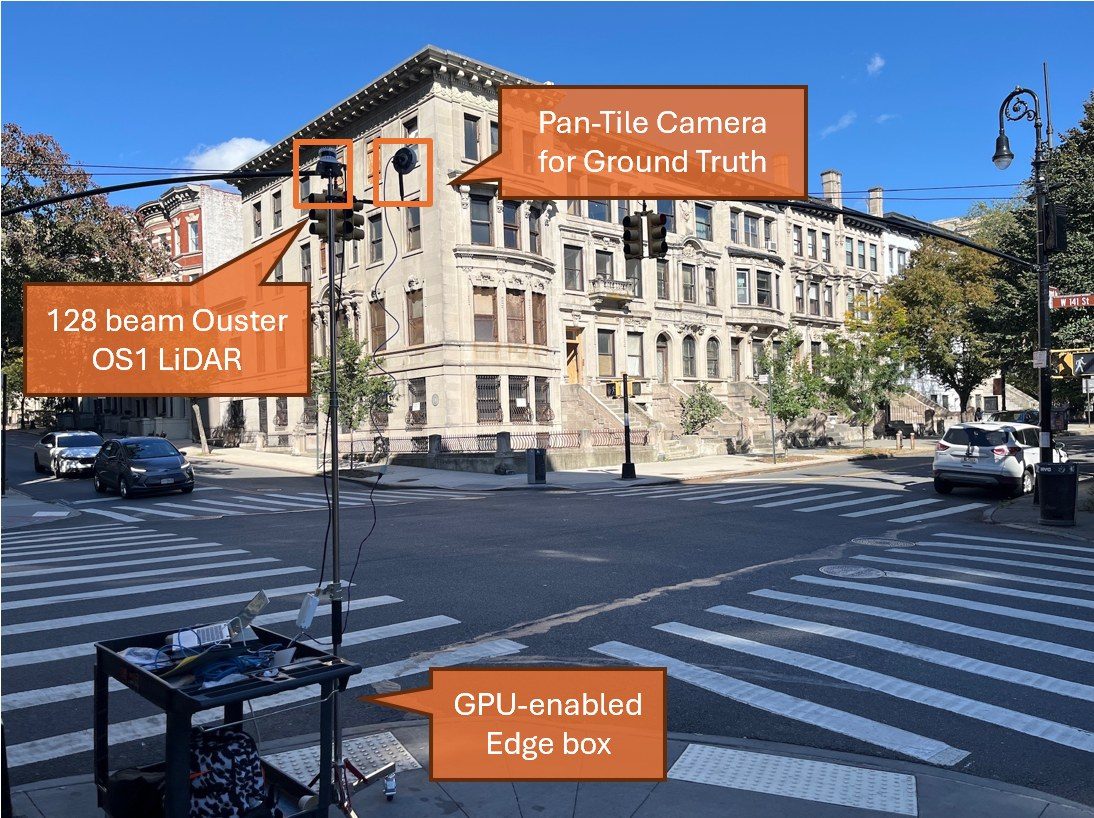 Pan-Tile Camera
for Ground Truth
128 beam Ouster
OS1 LiDAR
W 141 St
GPU-enabled
Edge box